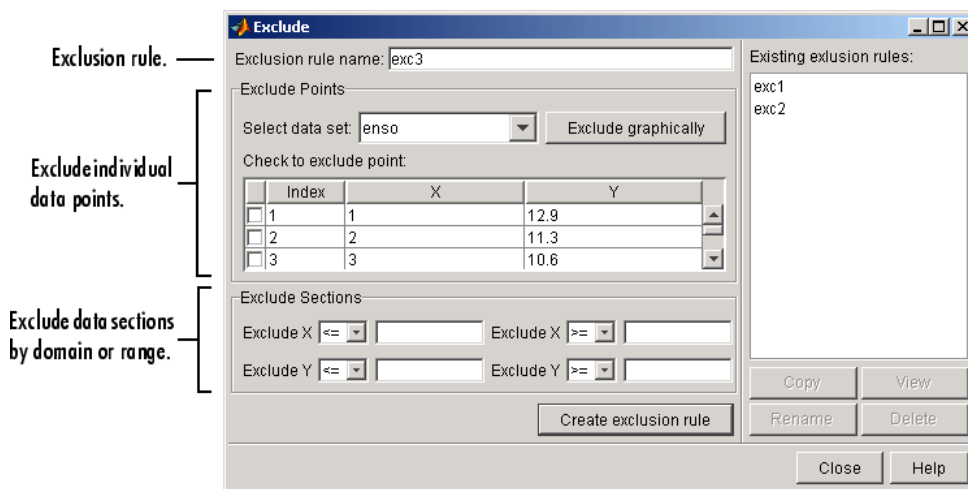 Exclude
Exclusion rule.
Exclusion rule name: exc3
Existing exlusion rules:
exc1
exc2
Exclude Points
Select data set: enso
Exclude graphically
Exclude individual
data points.
Check to exclude point:
Index X Y
1 1 12.9
2 2 11.3
3 3 10.6
Exclude data sections
by domain or range.
Exclude Sections
Exclude X <= Exclude X >=
Exclude Y <= Exclude Y >=
Create exclusion rule
Copy View
Rename Delete
Close Help